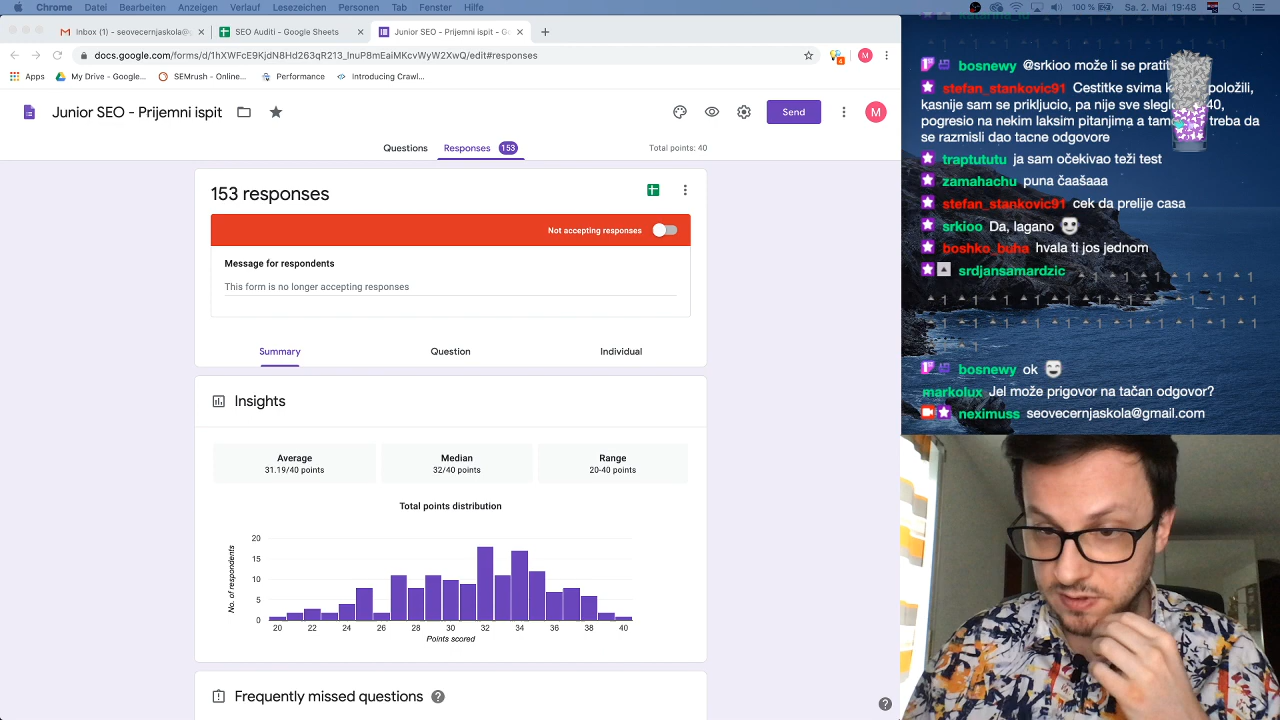 Chrome Datei Bearbeiten Anzeigen Verlauf Lesezeichen Personen Tab Fenster Hilfe
100 % Sa. 2. Mai 19:48
Inbox (1) - seovecernjaskola@g
SEO Audit - Google Sheets
Junior SEO - Prijemni ispit - G
docs.google.com
Apps
My Drive - Google...
SEMrush - Online...
Performance
Introducing Crawl...
Junior SEO - Prijemni ispit
Send
M
Questions
Responses 153
Total points: 40
153 responses
Not accepting responses
Message for respondents
This form is no longer accepting responses
Summary
Question
Individual
Insights
Average
31.19/40 points
Median
32/40 points
Range
20-40 points
Total points distribution
No. of respondents
20
15
10
5
0
20 22 24 26 28 30 32 34 36 38 40
Points scored
Frequently missed questions
bosnewy @srkioo može li se
stefan_stankovic91 Cestitke svima položili,
kasnije sam se prikljucio, pa nije sve
pogresio na nekim laksim pitanjima a treba da
se razmisli dao tacne odgovore
traptututu ja sam očekivao teži test
zamahachu puna čaašaaa
stefan_stankovic91 cek da prelije casa
srkioo Da, lagano
boshko_buha hvala ti jos jednom
srdjansamardzic
bosnewy ok
markolux Jel može prigovor na tačan odgovor?
neximuss seovecernjaskola@gmail.com